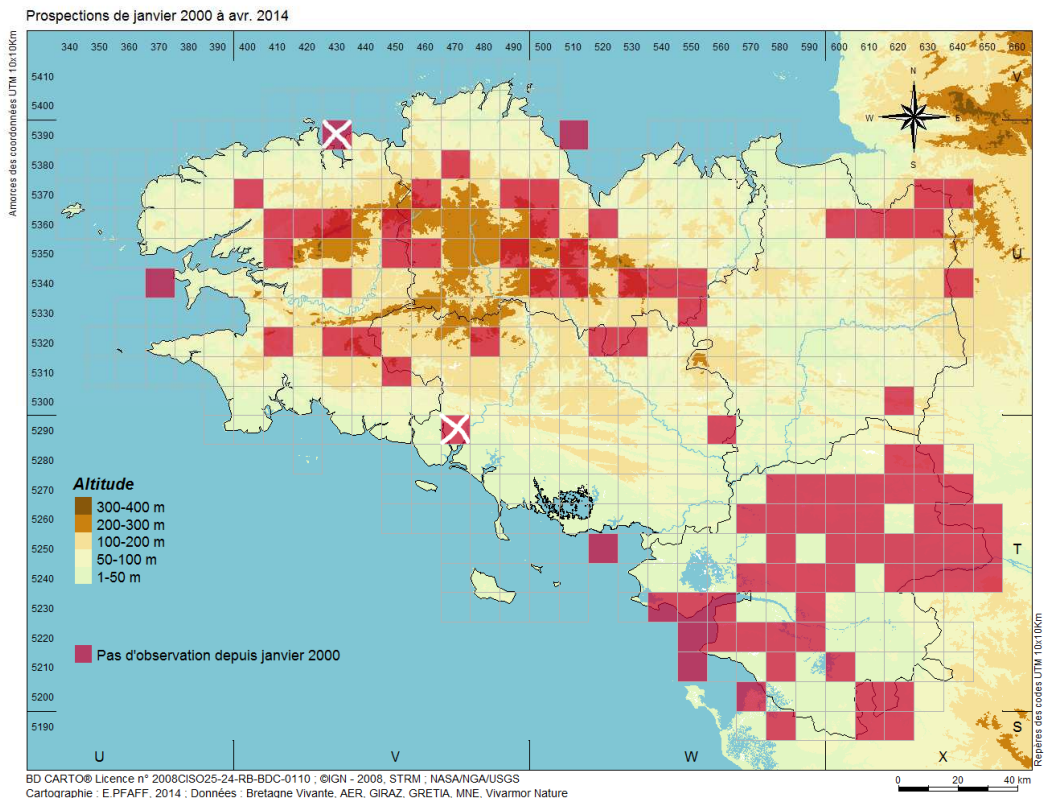 Prospections de janvier 2000 à avr. 2014
340 350 360 370 380 390 400 410 420 430 440 450 460 470 480 490 500 510 520 530 540 550 560 570 580 590 600 610 620 630 640 650 660
Amorces des coordonnées UTM 10x10Km
5410
5400
5390
5380
5370
5360
5350
5340
5330
5320
5310
5300
5290
5280
5270
5260
5250
5240
5230
5220
5210
5200
5190
N
W E
S
V
U
T
S
Altitude
300-400 m
200-300 m
100-200 m
50-100 m
1-50 m
Pas d'observation depuis janvier 2000
U V W X
Repères des codes UTM 10x10Km
BD CARTO® Licence n° 2008CISO25-24-RB-BDC-0110 ; ©IGN - 2008, STRM ; NASA/NGA/USGS
Cartographie : E.PFAFF, 2014 ; Données : Bretagne Vivante, AER, GIRAZ, GRETIA, MNE, Vivarmor Nature
0 20 40 km